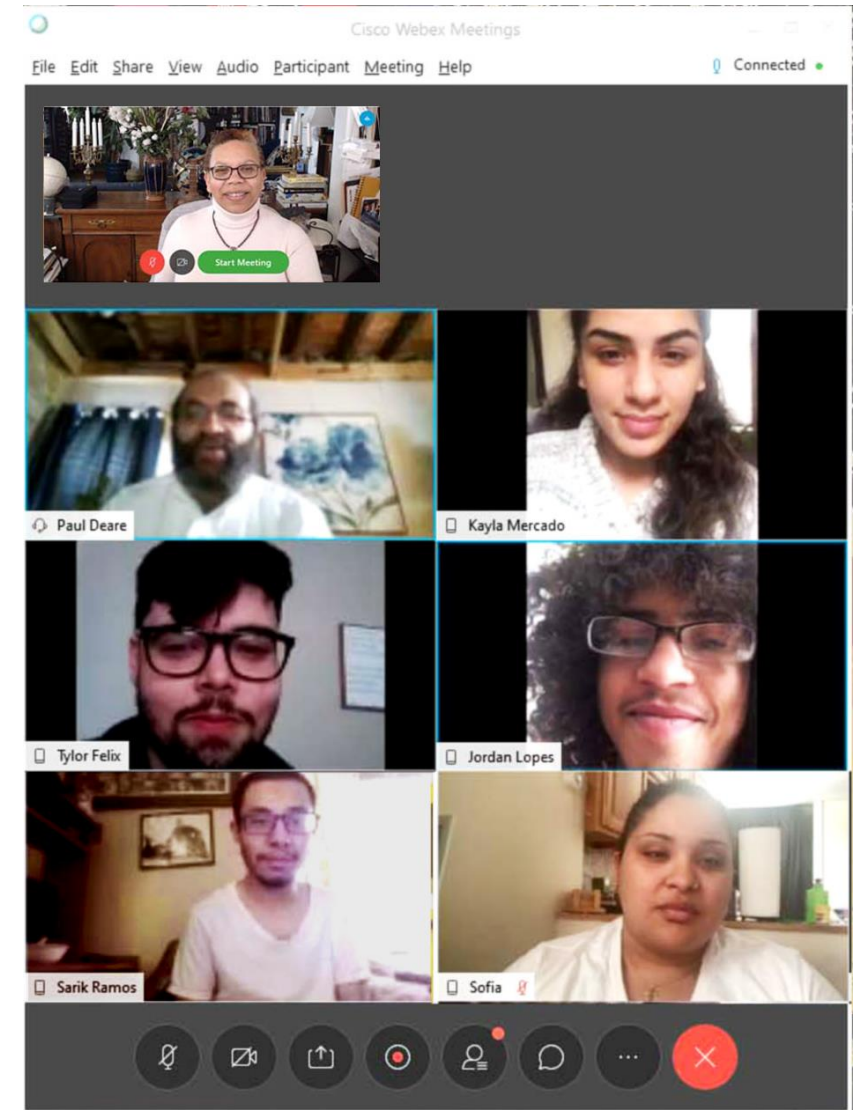 Cisco Webex Meetings
File Edit Share View Audio Participant Meeting Help
Connected
Start Meeting
Paul Deare
Kayla Mercado
Tylor Felix
Jordan Lopes
Sarik Ramos
Sofia